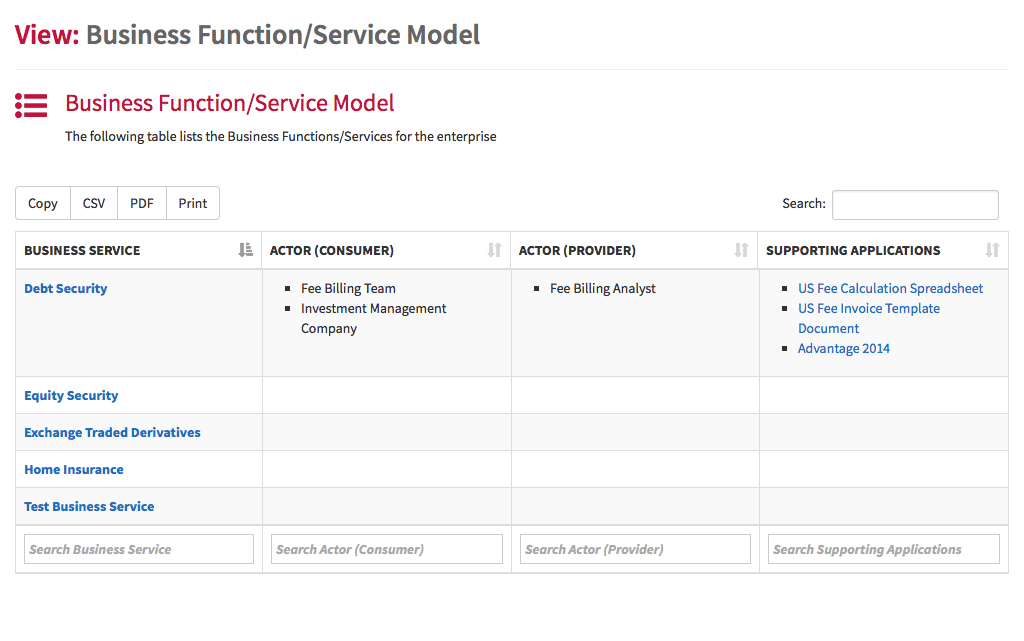 View: Business Function/Service Model
Business Function/Service Model
The following table lists the Business Functions/Services for the enterprise
Copy CSV PDF Print Search:
BUSINESS SERVICE ACTOR (CONSUMER) ACTOR (PROVIDER) SUPPORTING APPLICATIONS
Debt Security
Fee Billing Team
Investment Management
Company
Fee Billing Analyst
US Fee Calculation Spreadsheet
US Fee Invoice Template
Document
Advantage 2014
Equity Security
Exchange Traded Derivatives
Home Insurance
Test Business Service
Search Business Service Search Actor (Consumer) Search Actor (Provider) Search Supporting Applications